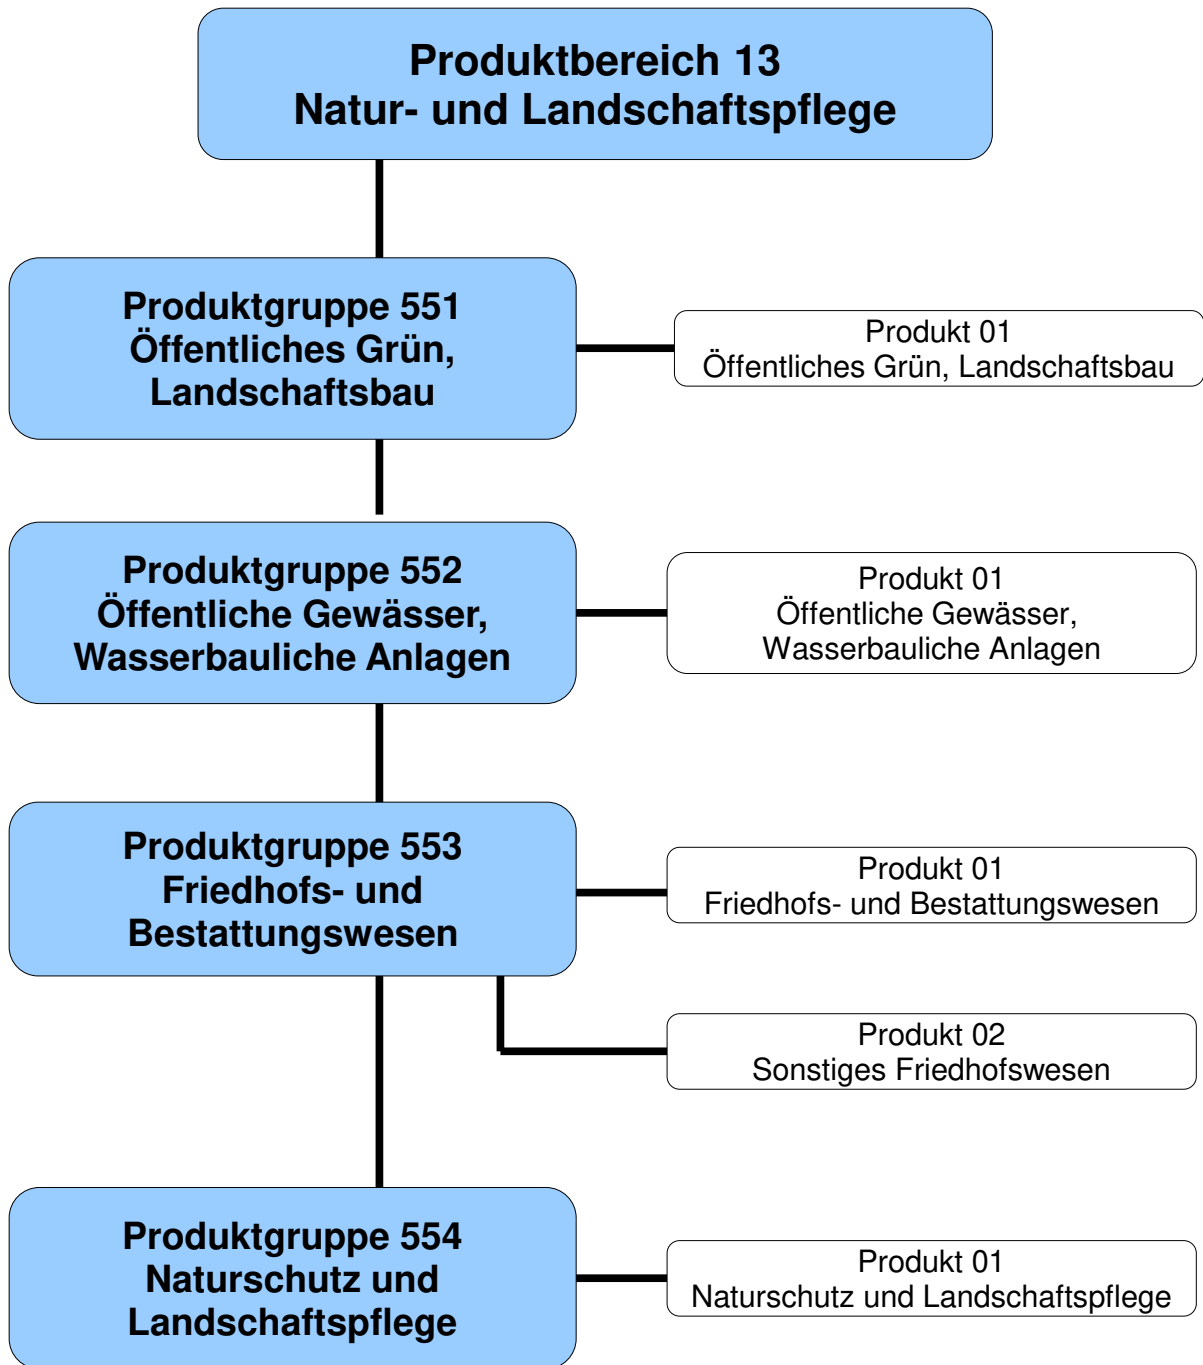 Produktbereich 13
Natur- und Landschaftspflege
Produktgruppe 551
Öffentliches Grün,
Landschaftsbau
Produkt 01
Öffentliches Grün, Landschaftsbau
Produktgruppe 552
Öffentliche Gewässer,
Wasserbauliche Anlagen
Produkt 01
Öffentliche Gewässer,
Wasserbauliche Anlagen
Produktgruppe 553
Friedhofs- und
Bestattungswesen
Produkt 01
Friedhofs- und Bestattungswesen
Produkt 02
Sonstiges Friedhofswesen
Produktgruppe 554
Naturschutz und
Landschaftspflege
Produkt 01
Naturschutz und Landschaftspflege